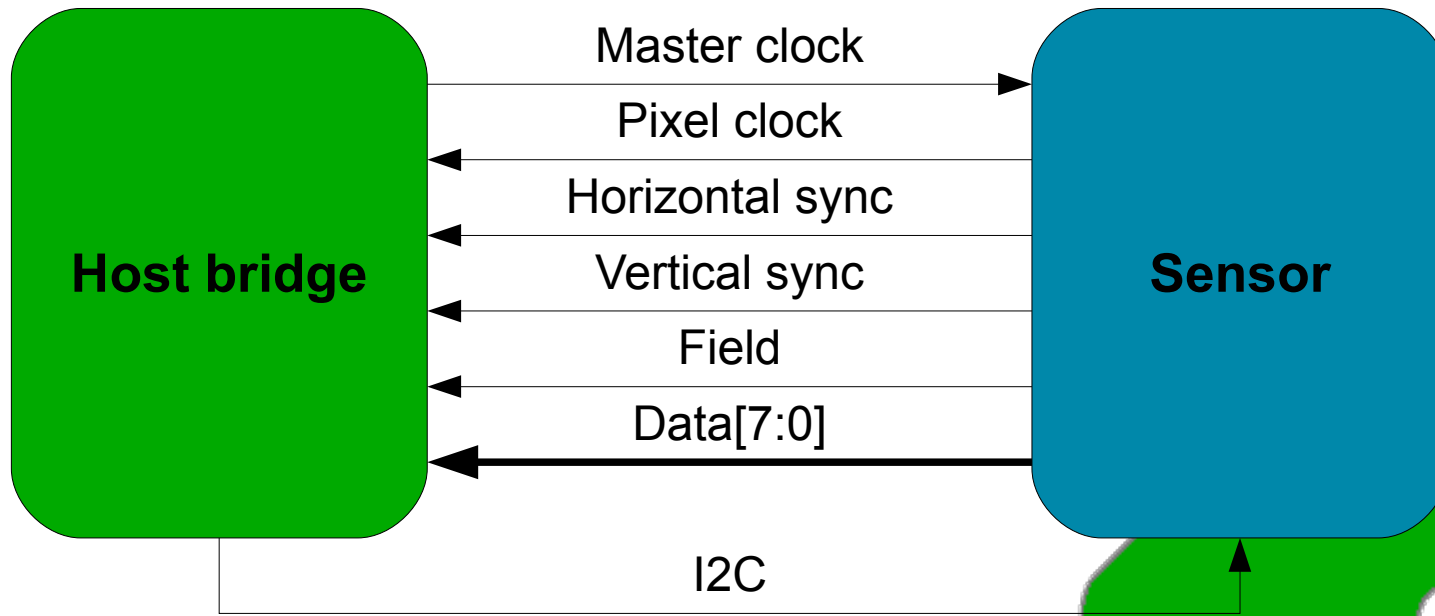 Master clock
Pixel clock
Horizontal sync
Host bridge
Vertical sync
Sensor
Field
Data[7:0]
I2C